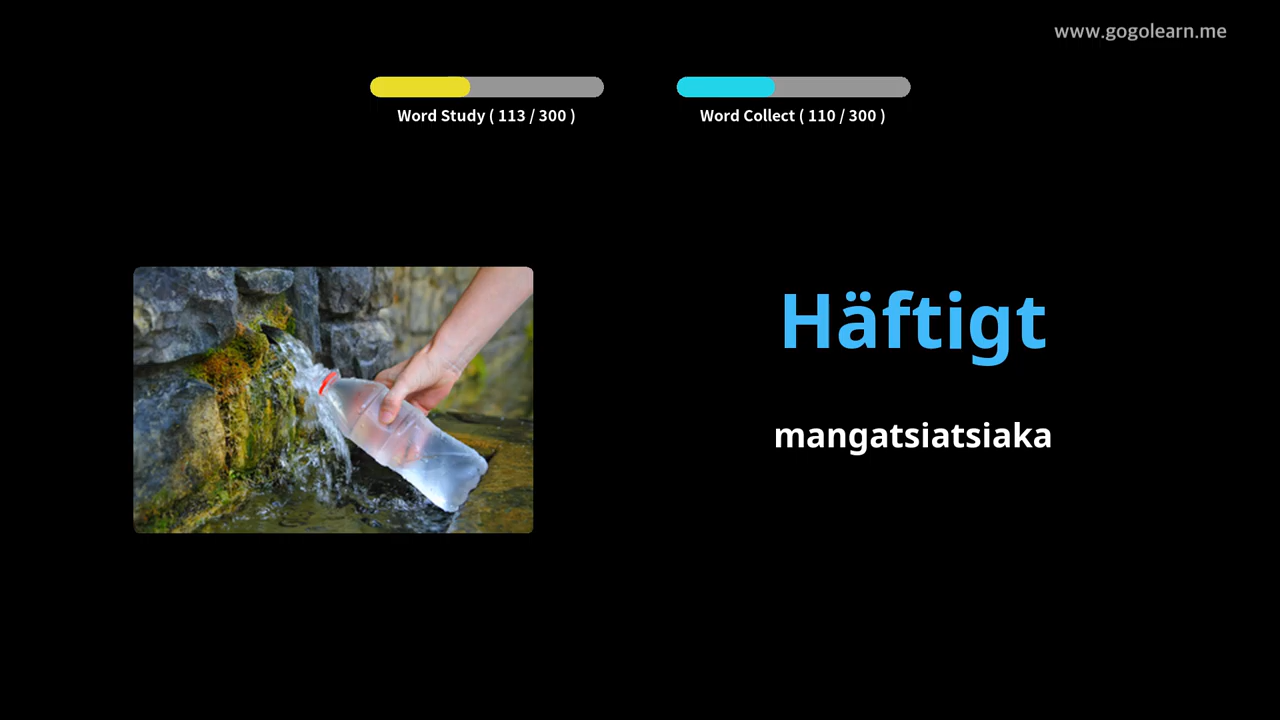 www.gogolearn.me
Word Study ( 113 / 300 )
Word Collect ( 110 / 300 )
Häftigt
mangatsiatsiaka